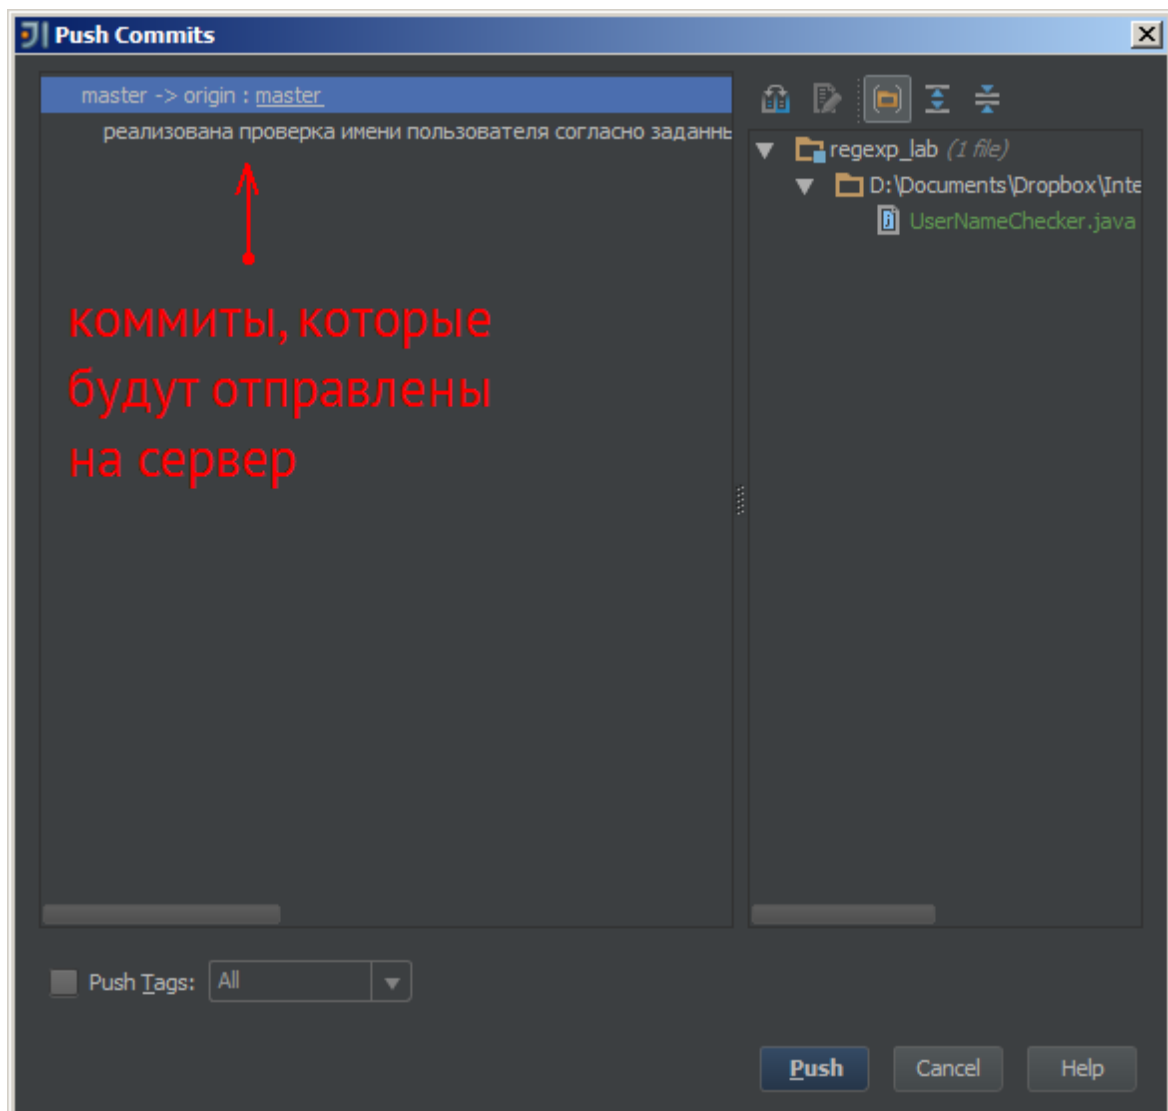 Push Commits
master -> origin : master
реализована проверка имени пользователя согласно заданнь
коммиты, которые
будут отправлены
на сервер
regexp_lab (1 file)
D:\Documents\Dropbox\Inte
UserNameChecker.java
Push Tags: All
Push Cancel Help